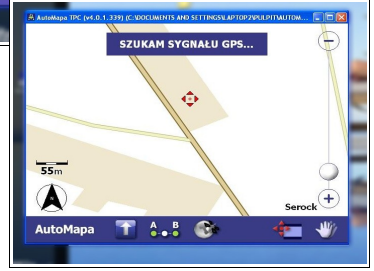 AutoMapa TPC (v4.0.1.339) (C:\DOCUMENTS AND SETTINGS\LAPTOP2\PULPIT\AUTOM...
SZUKAM SYGNAŁU GPS...
55m
Serock
AutoMapa
A B